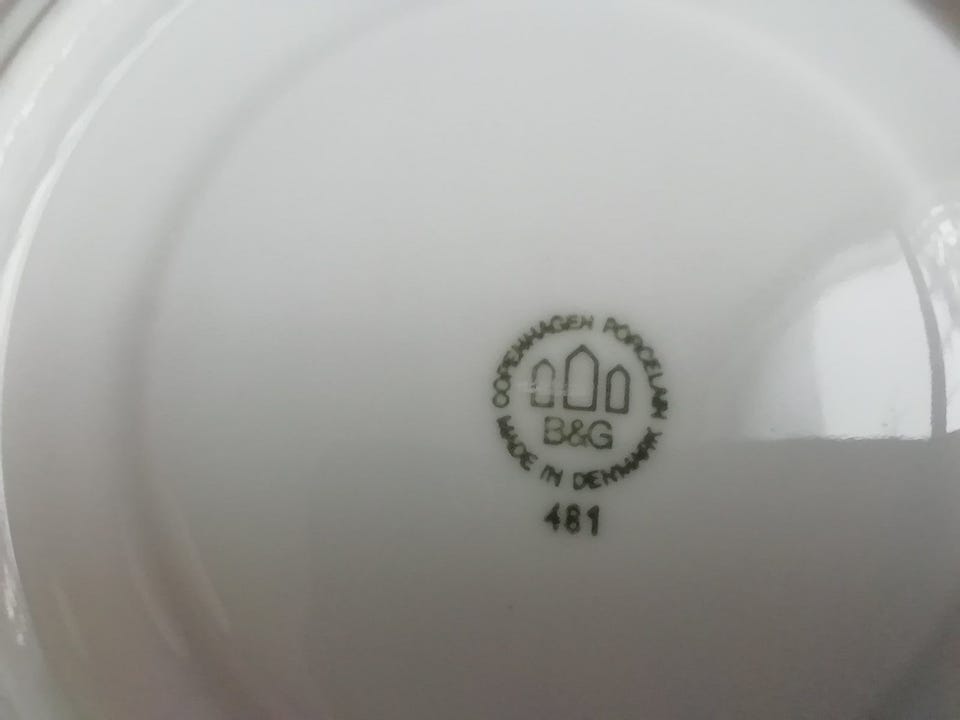 COPENHAGEN PORCELAIN
B&G
MADE IN DENMARK
481